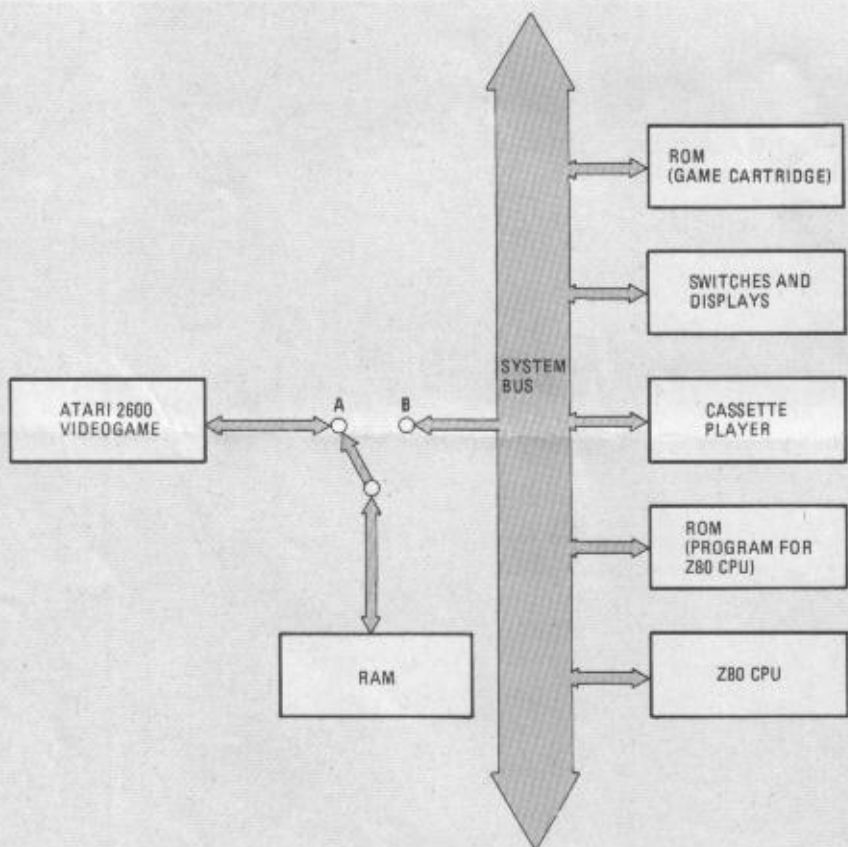 ROM
(GAME CARTRIDGE)
SWITCHES AND
DISPLAYS
SYSTEM
BUS
A
B
ATARI 2600
VIDEOGAME
CASSETTE
PLAYER
ROM
(PROGRAM FOR
Z80 CPU)
RAM
Z80 CPU